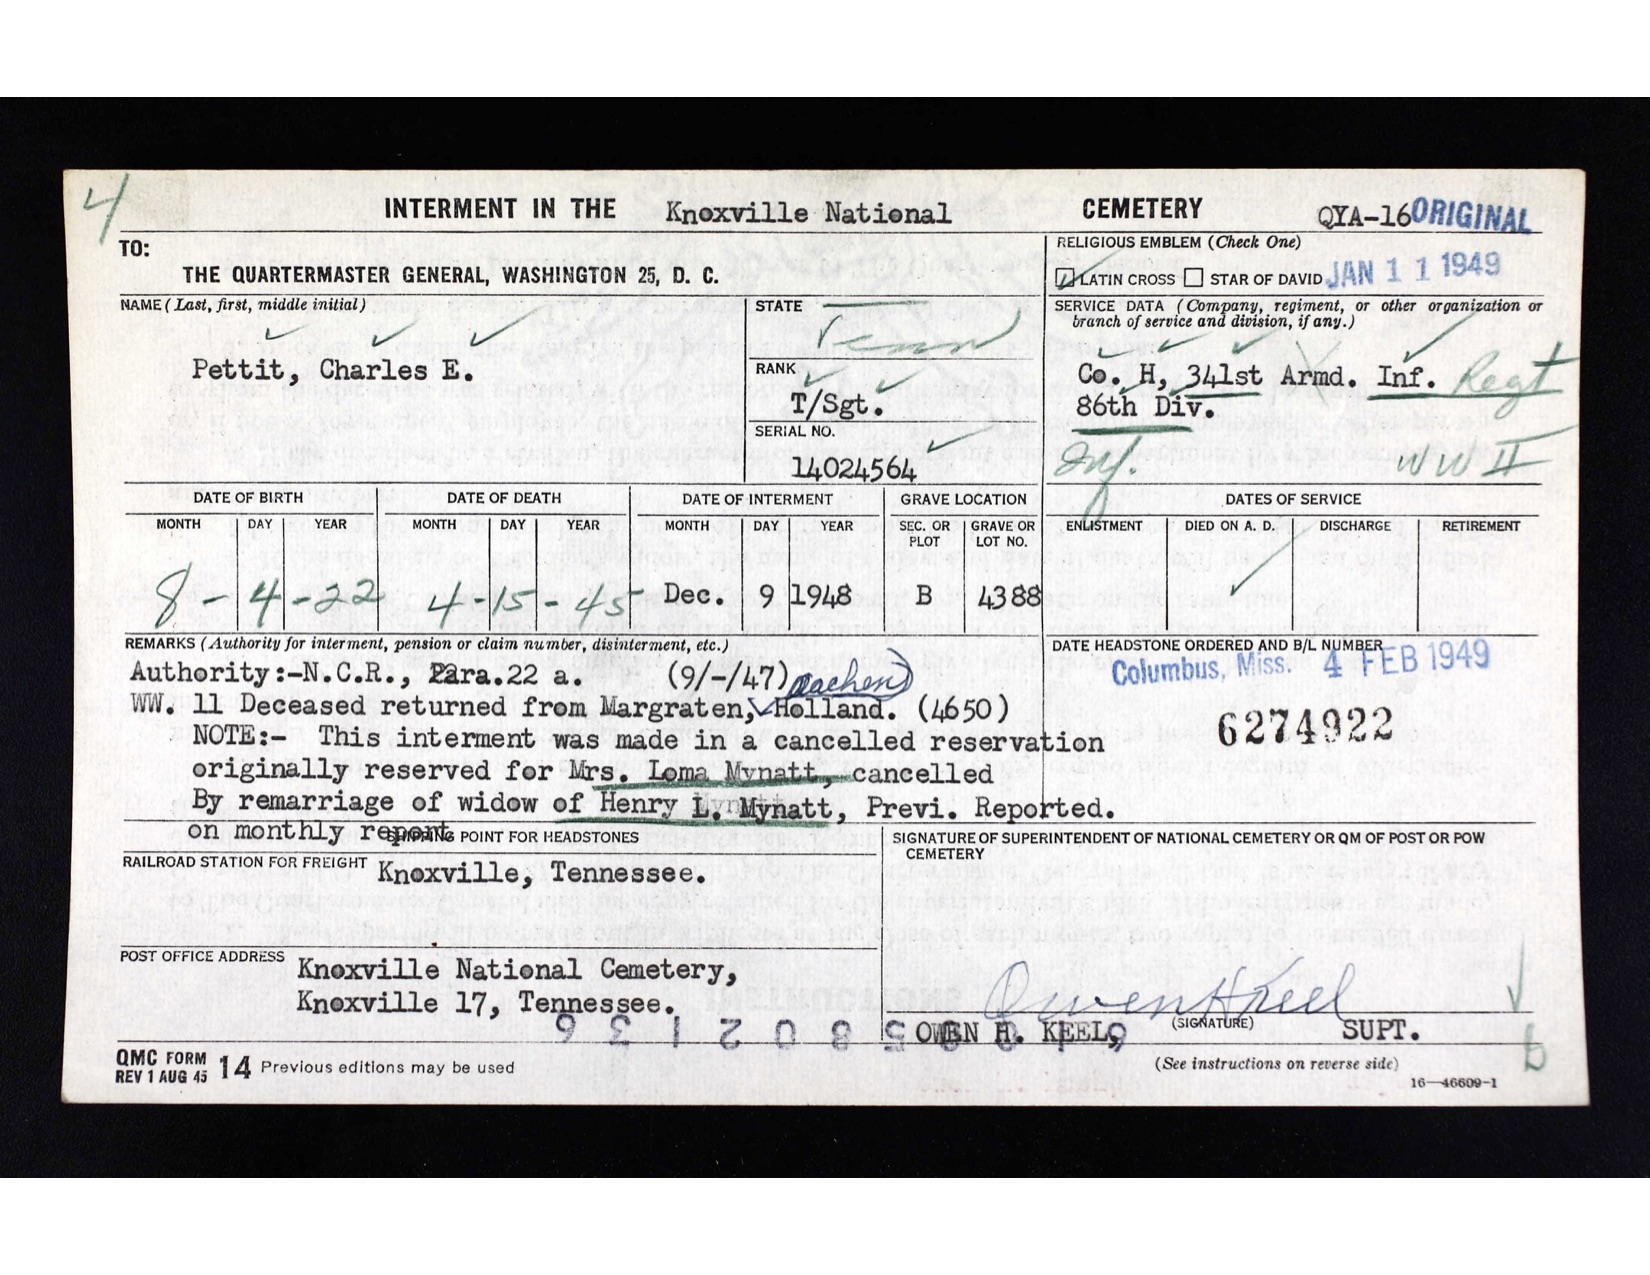 4
INTERMENT IN THE Knoxville National CEMETERY QYA-16 ORIGINAL
TO:
THE QUARTERMASTER GENERAL, WASHINGTON 25, D. C.
RELIGIOUS EMBLEM (Check One)
LATIN CROSS STAR OF DAVID JAN 11 1949
NAME (Last, first, middle initial)
Pettit, Charles E.
STATE
Tenn
RANK
T/Sgt.
SERIAL NO.
14024564
SERVICE DATA (Company, regiment, or other organization or
branch of service and division, if any.)
Co. H, 341st Armd. Inf. Regt
86th Div.
Inf. WW II
DATE OF BIRTH DATE OF DEATH DATE OF INTERMENT GRAVE LOCATION DATES OF SERVICE
MONTH DAY YEAR MONTH DAY YEAR MONTH DAY YEAR SEC. OR PLOT GRAVE OR LOT NO. ENLISTMENT DIED ON A. D. DISCHARGE RETIREMENT
8-4-22 4-15-45 Dec. 9 1948 B 4388
REMARKS (Authority for interment, pension or claim number, disinterment, etc.)
Authority:-N.C.R., Para.22 a. (9/-/47) Aachen
WW. 11 Deceased returned from Margraten, Holland. (4650)
NOTE:- This interment was made in a cancelled reservation
originally reserved for Mrs. Loma Mynatt, cancelled
By remarriage of widow of Henry L. Mynatt, Previ. Reported.
on monthly report.
DATE HEADSTONE ORDERED AND B/L NUMBER
Columbus, Miss. 4 FEB 1949
6274922
SHIPPING POINT FOR HEADSTONES
RAILROAD STATION FOR FREIGHT Knoxville, Tennessee.
POST OFFICE ADDRESS Knoxville National Cemetery,
Knoxville 17, Tennessee.
SIGNATURE OF SUPERINTENDENT OF NATIONAL CEMETERY OR QM OF POST OR POW
CEMETERY
Owen H Keel
OWEN H. KEEL, (SIGNATURE) SUPT.
QMC FORM
REV 1 AUG 45 14 Previous editions may be used
(See instructions on reverse side)
16—46609-1